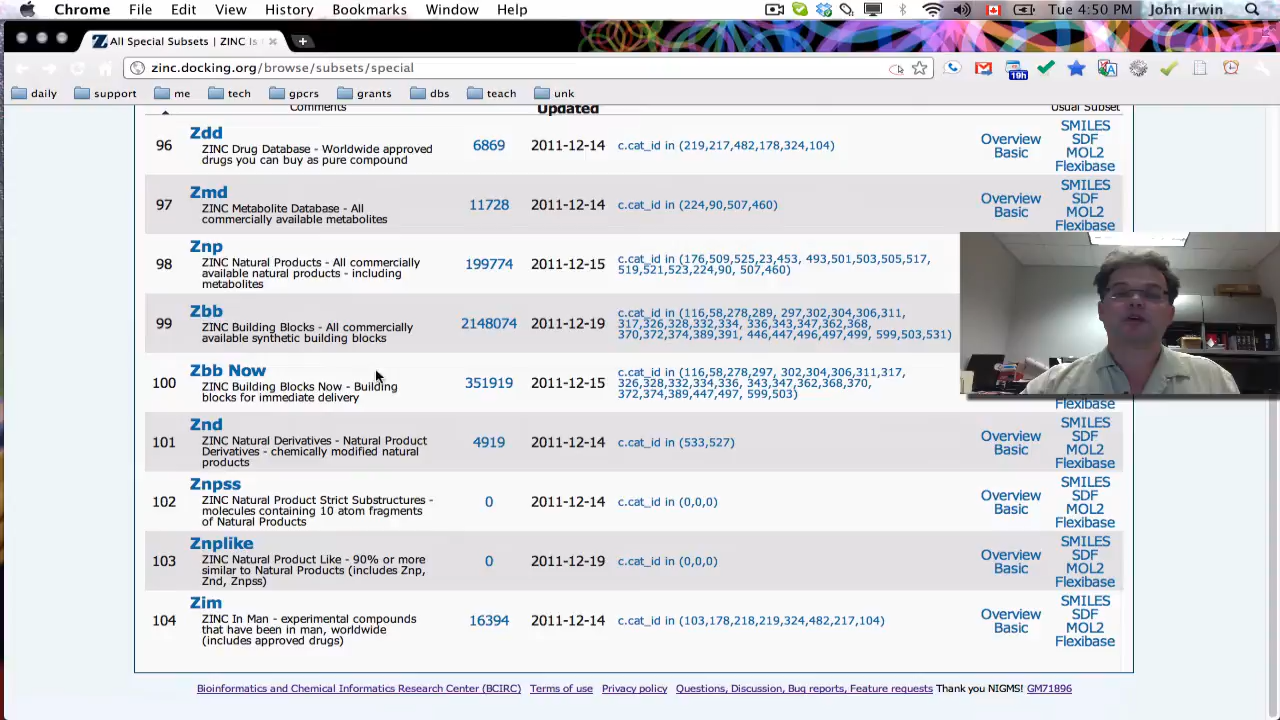 Chrome File Edit View History Bookmarks Window Help Tue 4:50 PM John Irwin
All Special Subsets | ZINC Is
zinc.docking.org/browse/subsets/special
19h
daily support me tech gpcrs grants dbs teach unk
Comments Updated Usual Subset
96 Zdd
ZINC Drug Database - Worldwide approved
drugs you can buy as pure compound
6869 2011-12-14 c.cat_id in (219,217,482,178,324,104)
Overview
Basic
SMILES
SDF
MOL2
Flexibase
97 Zmd
ZINC Metabolite Database - All
commercially available metabolites
11728 2011-12-14 c.cat_id in (224,90,507,460)
Overview
Basic
SMILES
SDF
MOL2
Flexibase
98 Znp
ZINC Natural Products - All commercially
available natural products - including
metabolites
199774 2011-12-15 c.cat_id in (176,509,525,23,453, 493,501,503,505,517,
519,521,523,224,90, 507,460)
99 Zbb
ZINC Building Blocks - All commercially
available synthetic building blocks
2148074 2011-12-19 c.cat_id in (116,58,278,289, 297,302,304,306,311,
317,326,328,332,334, 336,343,347,362,368,
370,372,374,389,391, 446,447,496,497,499, 599,503,531)
100 Zbb Now
ZINC Building Blocks Now - Building
blocks for immediate delivery
351919 2011-12-15 c.cat_id in (116,58,278,297, 302,304,306,311,317,
326,328,332,334,336, 343,347,362,368,370,
372,374,389,447,497, 599,503)
Flexibase
101 Znd
ZINC Natural Derivatives - Natural Product
Derivatives - chemically modified natural
products
4919 2011-12-14 c.cat_id in (533,527)
Overview
Basic
SMILES
SDF
MOL2
Flexibase
102 Znpss
ZINC Natural Product Strict Substructures -
molecules containing 10 atom fragments
of Natural Products
0 2011-12-14 c.cat_id in (0,0,0)
Overview
Basic
SMILES
SDF
MOL2
Flexibase
103 Znplike
ZINC Natural Product Like - 90% or more
similar to Natural Products (includes Znp,
Znd, Znpss)
0 2011-12-19 c.cat_id in (0,0,0)
Overview
Basic
SMILES
SDF
MOL2
Flexibase
104 Zim
ZINC In Man - experimental compounds
that have been in man, worldwide
(includes approved drugs)
16394 2011-12-14 c.cat_id in (103,178,218,219,324,482,217,104)
Overview
Basic
SMILES
SDF
MOL2
Flexibase
Bioinformatics and Chemical Informatics Research Center (BCIRC) Terms of use Privacy policy Questions, Discussion, Bug reports, Feature requests Thank you NIGMS! GM71896